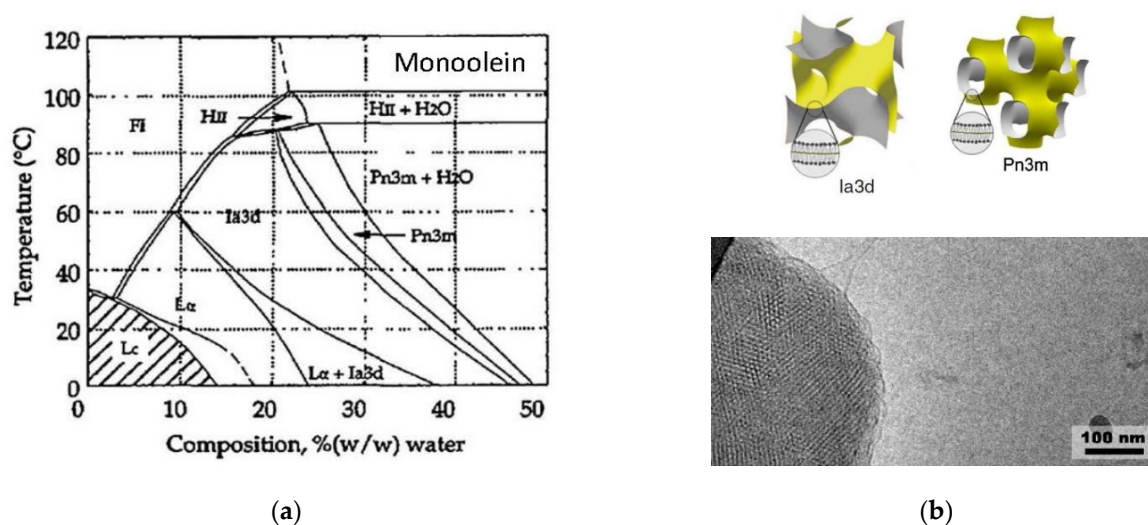 120
Monoolein
100
HII
HII + H2O
FI
80
Pn3m + H2O
Ia3d
60
Pn3m
40
Lα
20
Lc
Lα + Ia3d
0
0 10 20 30 40 50
Temperature (°C)
Composition, %(w/w) water
(a)
Ia3d
Pn3m
100 nm
(b)